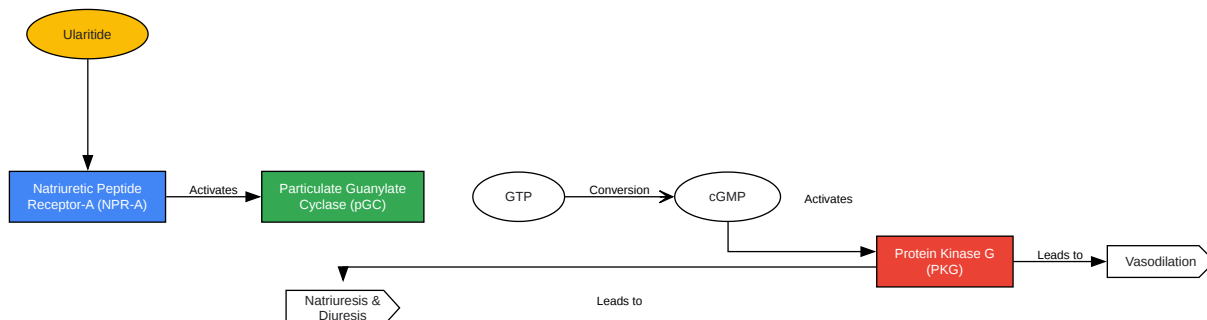 Ularitide
Natriuretic Peptide
Receptor-A (NPR-A)
Activates
Particulate Guanylate
Cyclase (pGC)
GTP
Conversion
cGMP
Activates
Protein Kinase G
(PKG)
Leads to
Vasodilation
Natriuresis &
Diuresis
Leads to